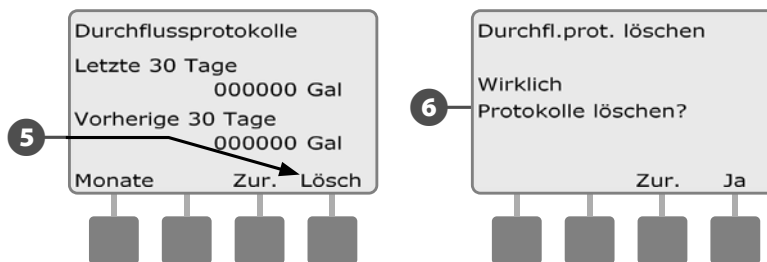 Durchflussprotokolle
Letzte 30 Tage
000000 Gal
Vorherige 30 Tage
000000 Gal
Monate Zur. Lösch
5
Durchfl.prot. löschen
Wirklich
Protokolle löschen?
Zur. Ja
6